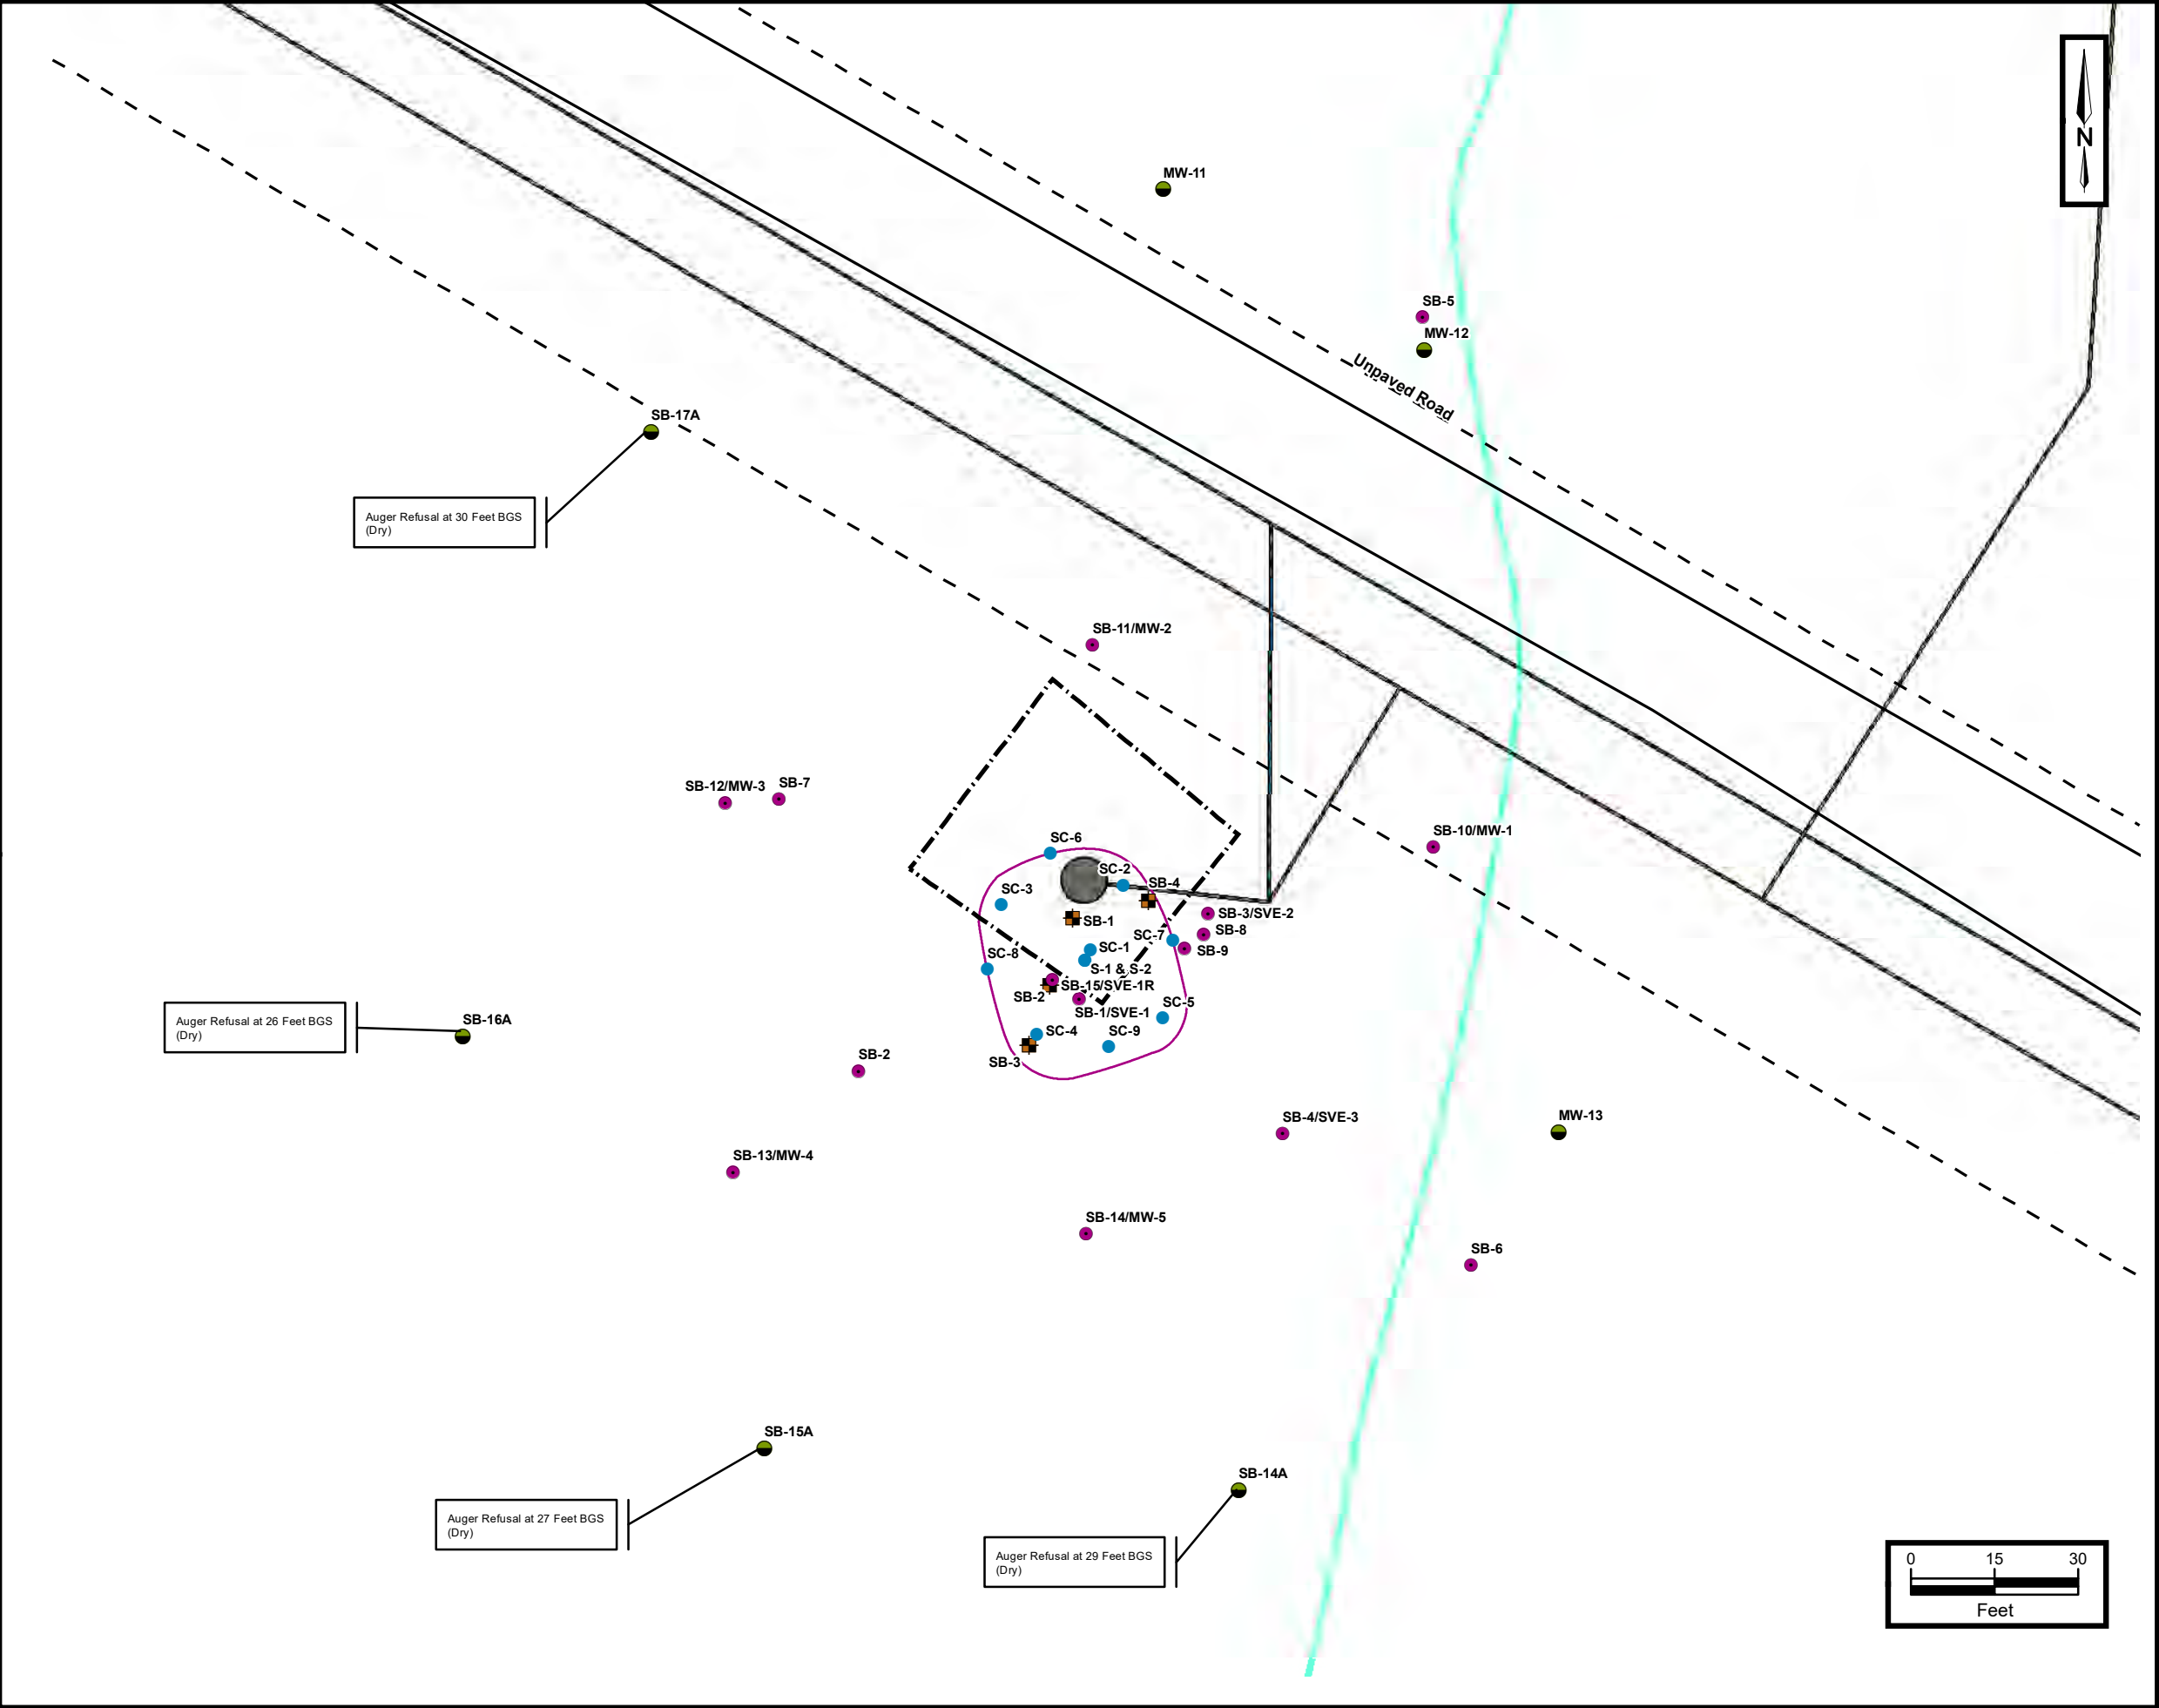 MW-11
N
SB-5
MW-12
Unpaved Road
SB-17A
Auger Refusal at 30 Feet BGS
(Dry)
SB-11/MW-2
SB-12/MW-3
SB-7
SB-10/MW-1
SC-6
SC-2
SB-4
SC-3
SB-3/SVE-2
SB-1
SB-8
SC-7
SC-1
SB-9
SC-8
S-1 & S-2
SB-15/SVE-1R
SB-2
SC-5
SB-1/SVE-1
Auger Refusal at 26 Feet BGS
(Dry)
SB-16A
SC-4
SC-9
SB-3
SB-2
SB-4/SVE-3
MW-13
SB-13/MW-4
SB-14/MW-5
SB-6
SB-15A
SB-14A
Auger Refusal at 27 Feet BGS
(Dry)
Auger Refusal at 29 Feet BGS
(Dry)
0 15 30
Feet